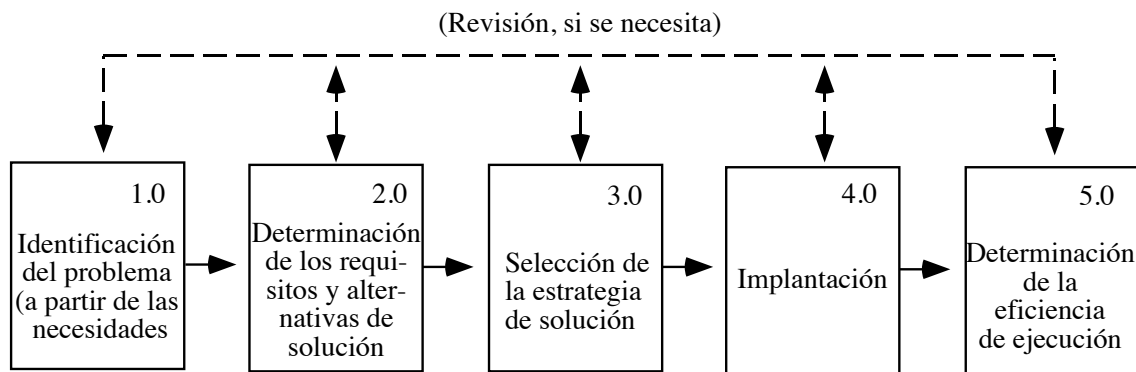 (Revisión, si se necesita)
1.0
Identificación
del problema
(a partir de las
necesidades
2.0
Determinación
de los requi-
sitos y alter-
nativas de
solución
3.0
Selección de
la estrategia
de solución
4.0
Implantación
5.0
Determinación
de la
eficiencia
de ejecución